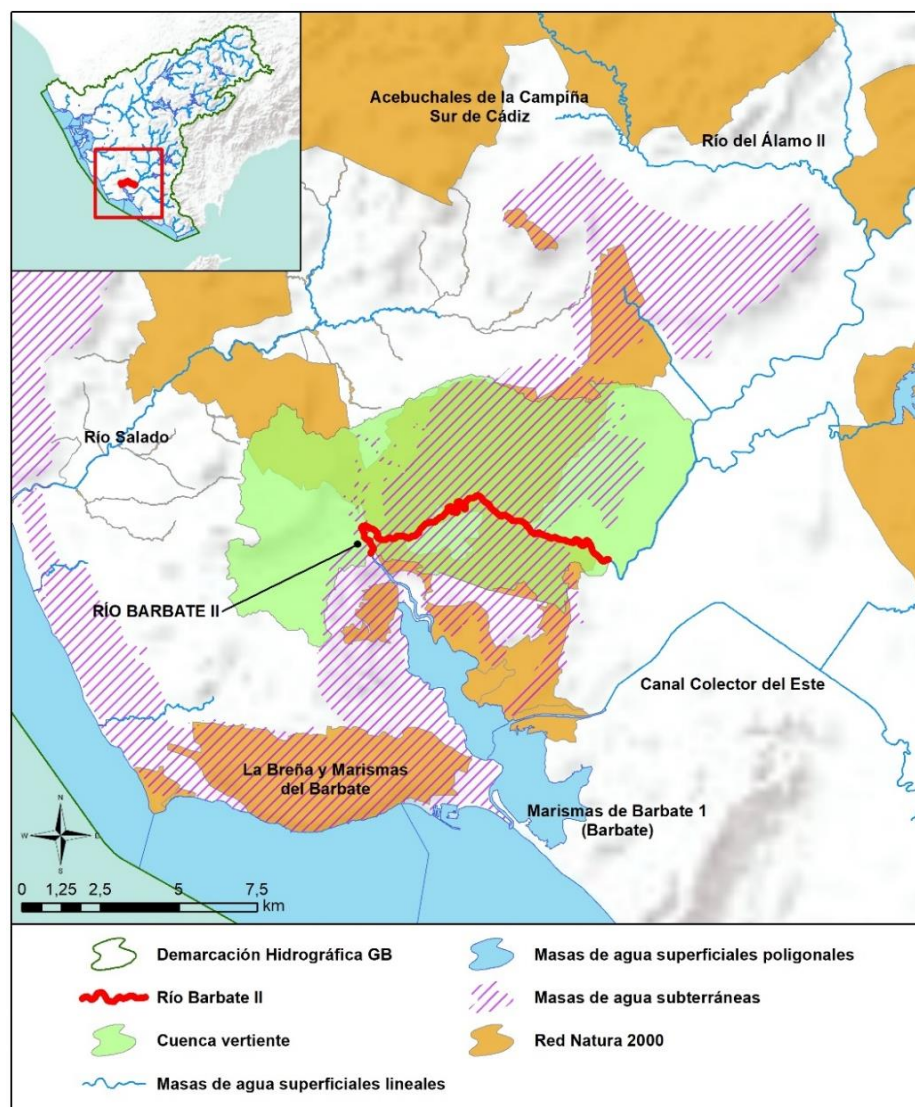 Acebuchales de la Campiña
Sur de Cádiz
Río del Álamo II
Río Salado
RÍO BARBATE II
Canal Colector del Este
La Breña y Marismas
del Barbate
Marismas de Barbate 1
(Barbate)
N
W E
S
0 1,25 2,5 5 7,5
km
Demarcación Hidrográfica GB
Masas de agua superficiales poligonales
Río Barbate II
Masas de agua subterráneas
Cuenca vertiente
Red Natura 2000
Masas de agua superficiales lineales